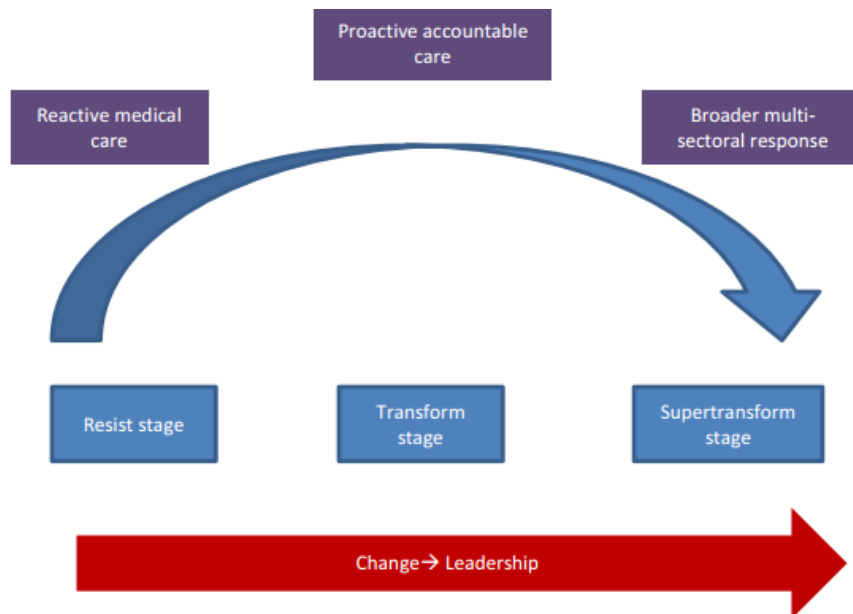 Proactive accountable
care
Reactive medical
care
Broader multi-
sectoral response
Resist stage
Transform
stage
Supertransform
stage
Change→ Leadership